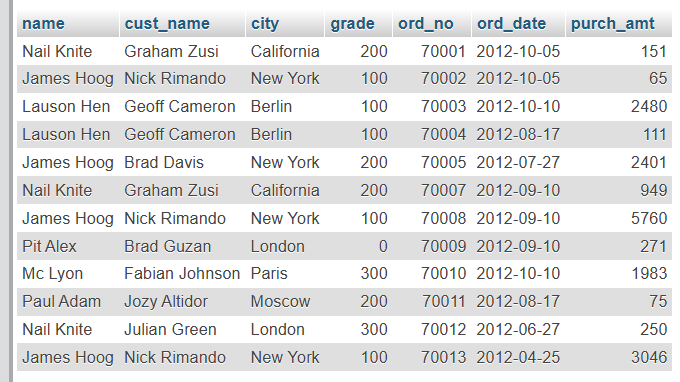 name cust_name city grade ord_no ord_date purch_amt
Nail Knite Graham Zusi California 200 70001 2012-10-05 151
James Hoog Nick Rimando New York 100 70002 2012-10-05 65
Lauson Hen Geoff Cameron Berlin 100 70003 2012-10-10 2480
Lauson Hen Geoff Cameron Berlin 100 70004 2012-08-17 111
James Hoog Brad Davis New York 200 70005 2012-07-27 2401
Nail Knite Graham Zusi California 200 70007 2012-09-10 949
James Hoog Nick Rimando New York 100 70008 2012-09-10 5760
Pit Alex Brad Guzan London 0 70009 2012-09-10 271
Mc Lyon Fabian Johnson Paris 300 70010 2012-10-10 1983
Paul Adam Jozy Altidor Moscow 200 70011 2012-08-17 75
Nail Knite Julian Green London 300 70012 2012-06-27 250
James Hoog Nick Rimando New York 100 70013 2012-04-25 3046